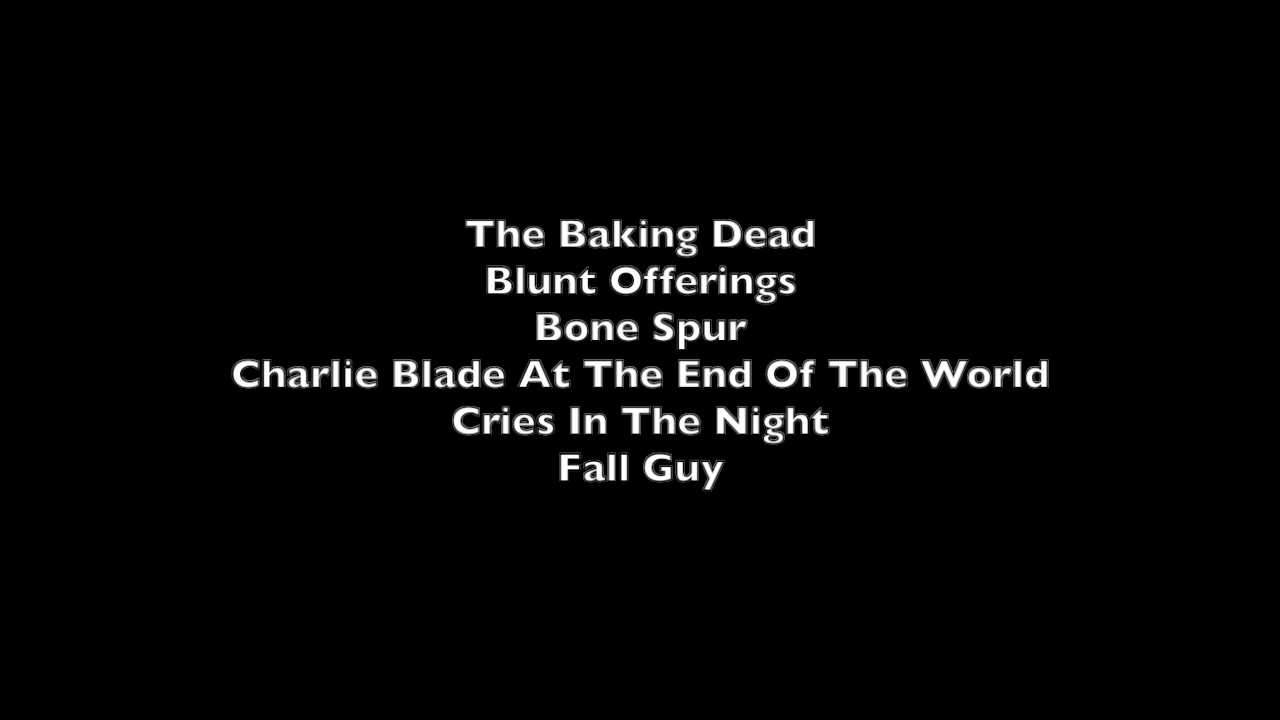 The Baking Dead
Blunt Offerings
Bone Spur
Charlie Blade At The End Of The World
Cries In The Night
Fall Guy